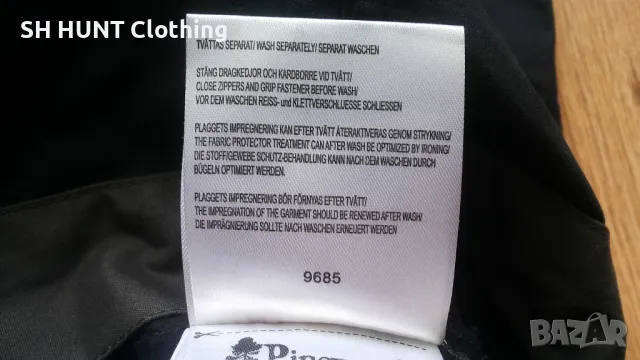 SH HUNT Clothing
TVÄTTAS SEPARAT/ WASH SEPARATELY/ SEPARAT WASCHEN
STÄNG DRAGKEDJOR OCH KARDBORRE VID TVÄTT/
CLOSE ZIPPERS AND GRIP FASTENER BEFORE WASH/
VOR DEM WASCHEN REISS- und KLETTVERSCHLUESSE SCHLIESSEN
PLAGGETS IMPREGNERING KAN EFTER TVÄTT ÅTERAKTIVERAS GENOM STRYKNING/
THE FABRIC PROTECTOR TREATMENT CAN AFTER WASH BE OPTIMIZED BY IRONING/
DIE STOFF/GEWEBE SCHUTZ-BEHANDLUNG KANN NACH DEM WASCHEN DURCH
BÜGELN OPTIMIERT WERDEN.
PLAGGETS IMPREGNERING BÖR FÖRNYAS EFTER TVÄTT/
THE IMPREGNATION OF THE GARMENT SHOULD BE RENEWED AFTER WASH/
DIE IMPRÄGNIERUNG SOLLTE NACH WASCHEN ERNEUERT WERDEN
9685
BAZAR